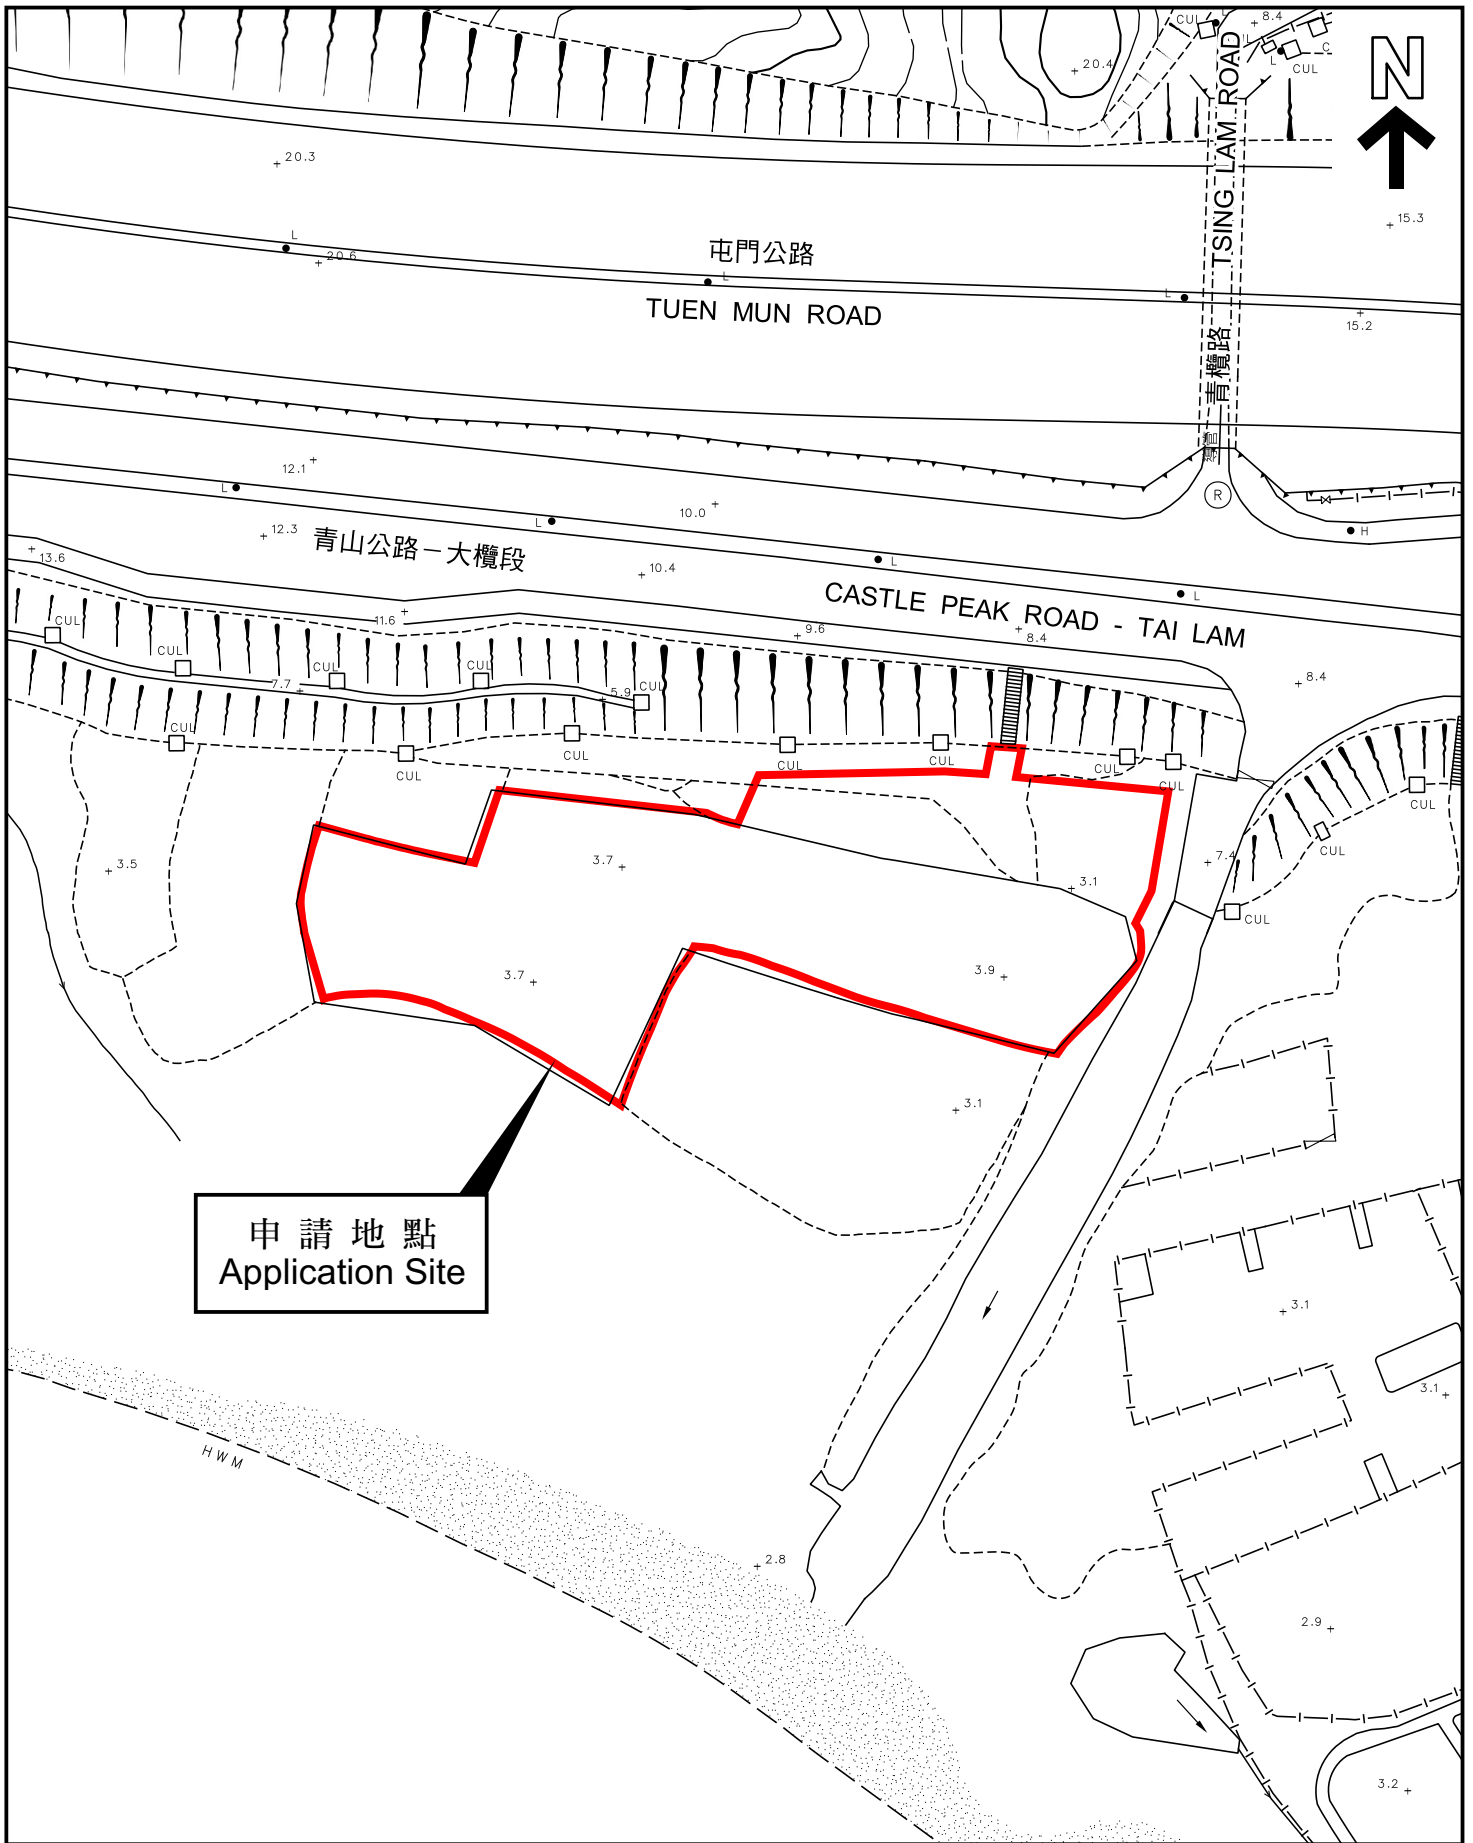 CUL
L
8.4
L
L
C
CUL
N
20.4
TSING LAM ROAD
青欖路
20.3
15.3
L
20.6
屯門公路
L
TUEN MUN ROAD
L
15.2
12.1
L
10.0
R
H
12.3
青山公路－大欖段
L
L
13.6
10.4
CASTLE PEAK ROAD - TAI LAM
L
11.6
9.6
8.4
CUL
CUL
CUL
CUL
7.7
5.9
CUL
8.4
CUL
CUL
CUL
CUL
CUL
CUL
CUL
CUL
CUL
CUL
3.5
3.7
3.1
7.4
3.7
3.9
3.1
申請地點
Application Site
3.1
3.1
HWM
2.8
2.9
3.2